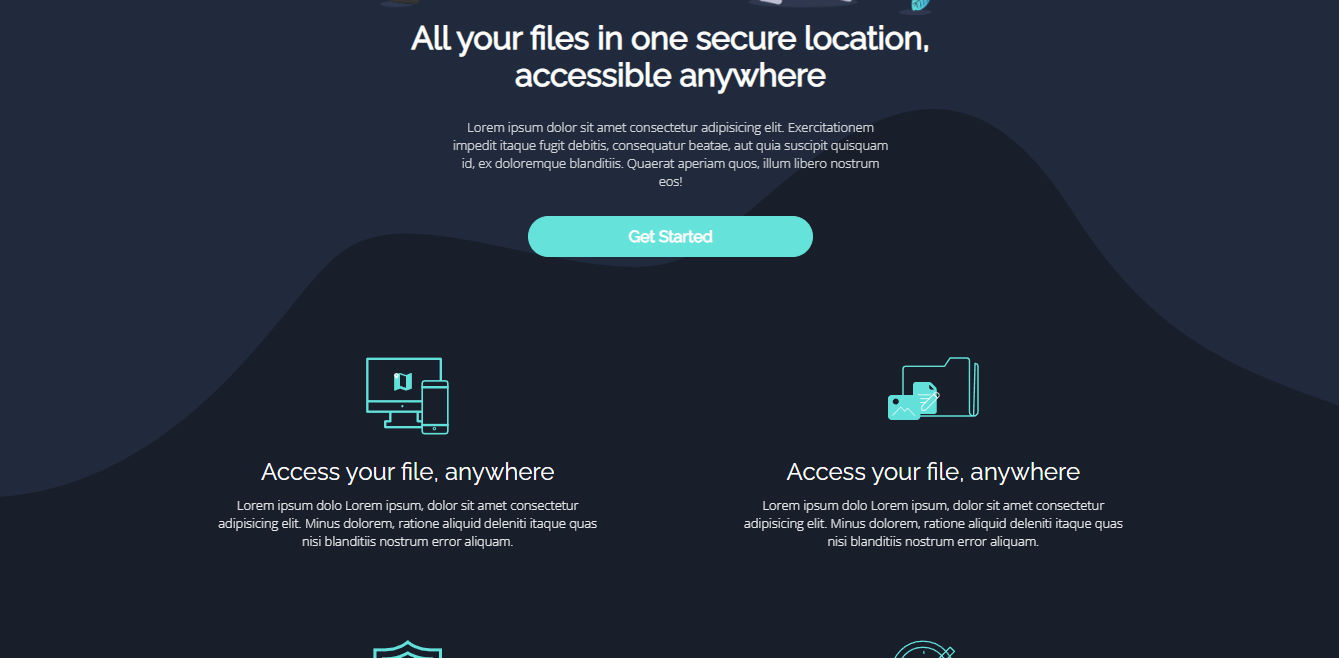 All your files in one secure location,
accessible anywhere
Lorem ipsum dolor sit amet consectetur adipisicing elit. Exercitationem
impedit itaque fugit debitis, consequatur beatae, aut quia suscipit quisquam
id, ex doloremque blanditiis. Quaerat aperiam quos, illum libero nostrum
eos!
Get Started
Access your file, anywhere
Lorem ipsum dolo Lorem ipsum, dolor sit amet consectetur
adipisicing elit. Minus dolorem, ratione aliquid deleniti itaque quas
nisi blanditiis nostrum error aliquam.
Access your file, anywhere
Lorem ipsum dolo Lorem ipsum, dolor sit amet consectetur
adipisicing elit. Minus dolorem, ratione aliquid deleniti itaque quas
nisi blanditiis nostrum error aliquam.